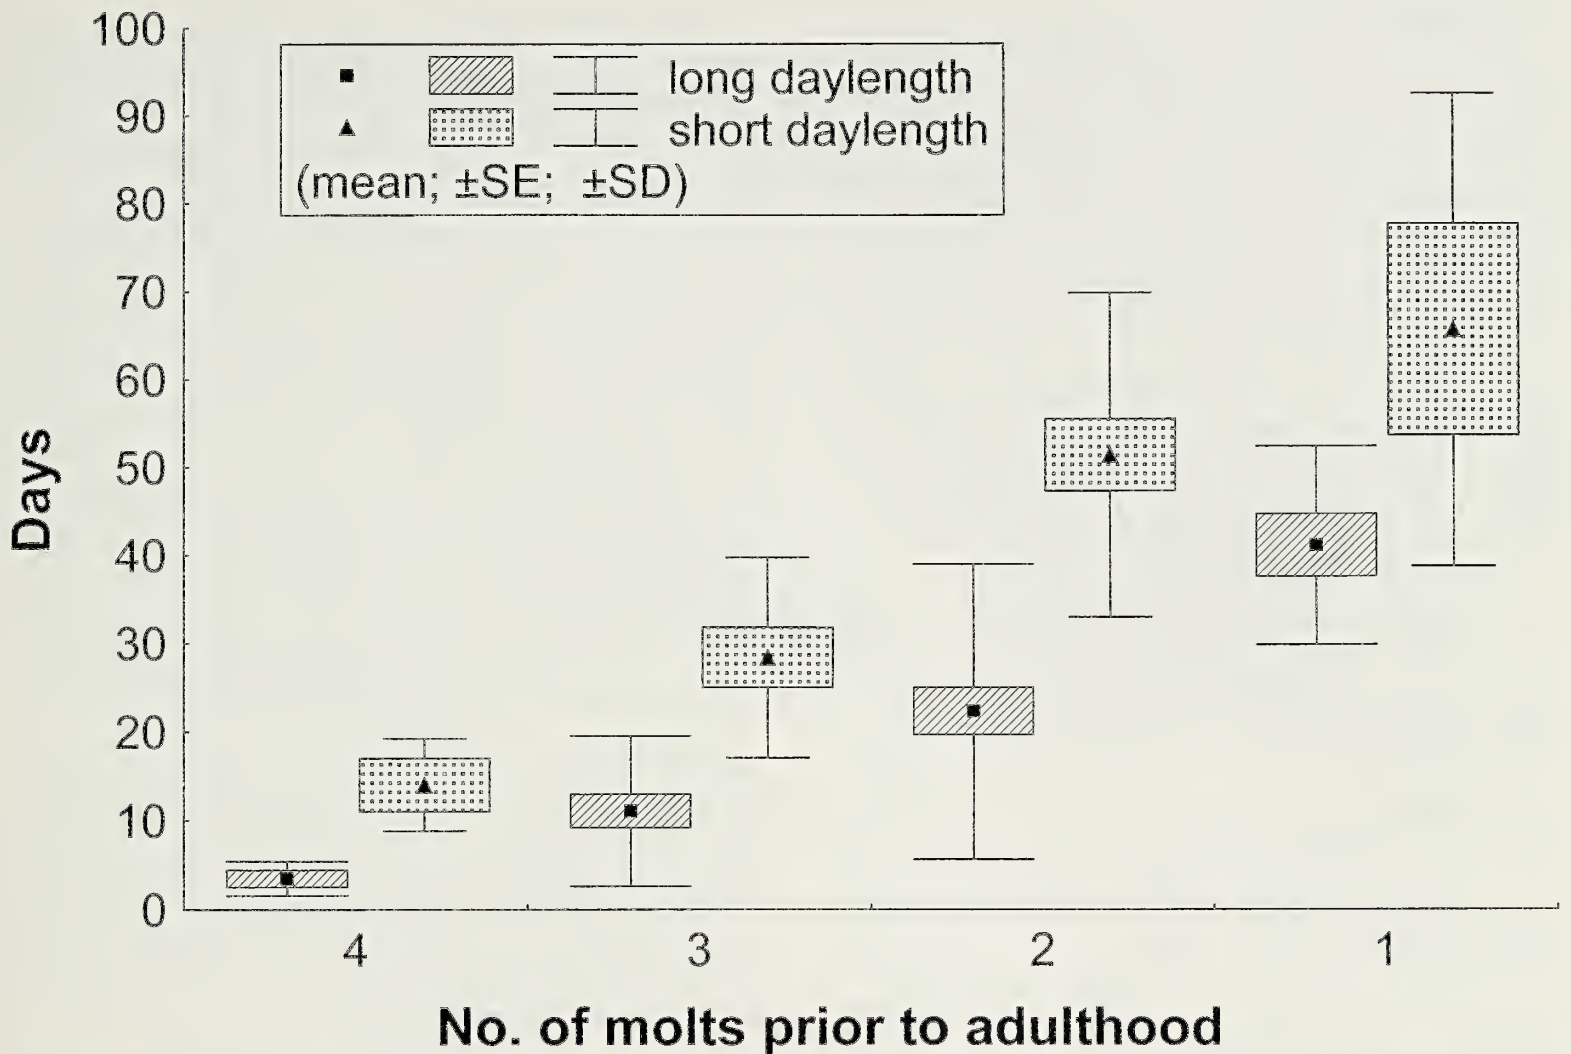 100
90
80
70
60
50
40
30
20
10
0
Days
long daylength
short daylength
(mean; ±SE; ±SD)
4 3 2 1
No. of molts prior to adulthood